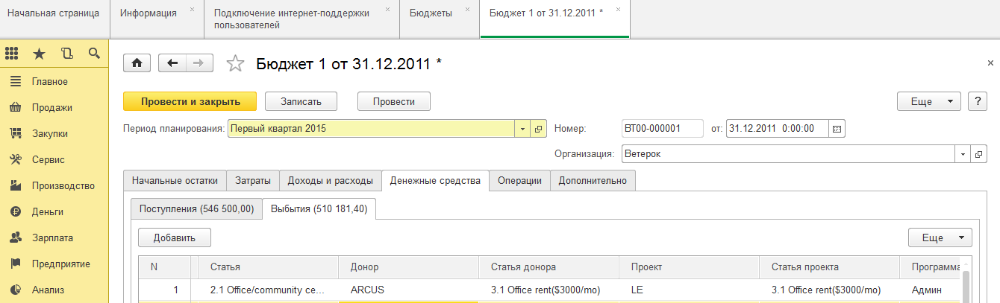 Начальная страница
Информация
Подключение интернет-поддержки
пользователей
Бюджеты
Бюджет 1 от 31.12.2011 *
Бюджет 1 от 31.12.2011 *
Провести и закрыть
Записать
Провести
Еще
?
Период планирования: Первый квартал 2015
Номер: ВТ00-000001 от: 31.12.2011 0:00:00
Организация: Ветерок
Главное
Продажи
Закупки
Сервис
Производство
Деньги
Зарплата
Предприятие
Анализ
Начальные остатки
Затраты
Доходы и расходы
Денежные средства
Операции
Дополнительно
Поступления (546 500,00)
Выбытия (510 181,40)
Добавить
Еще
N Статья Донор Статья донора Проект Статья проекта Программа
1 2.1 Office/community ce... ARCUS 3.1 Office rent($3000/mo) LE 3.1 Office rent($3000/mo) Админ